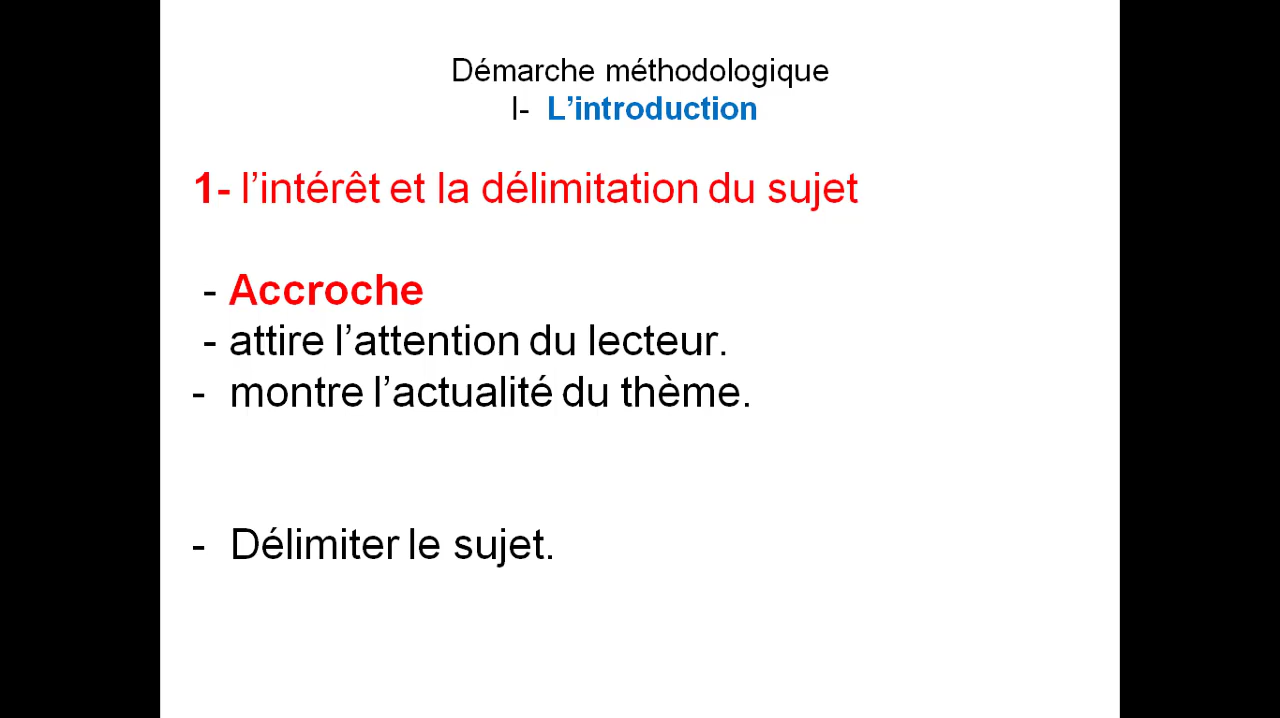 Démarche méthodologique
I- L’introduction
1- l’intérêt et la délimitation du sujet
- Accroche
- attire l’attention du lecteur.
- montre l’actualité du thème.
- Délimiter le sujet.